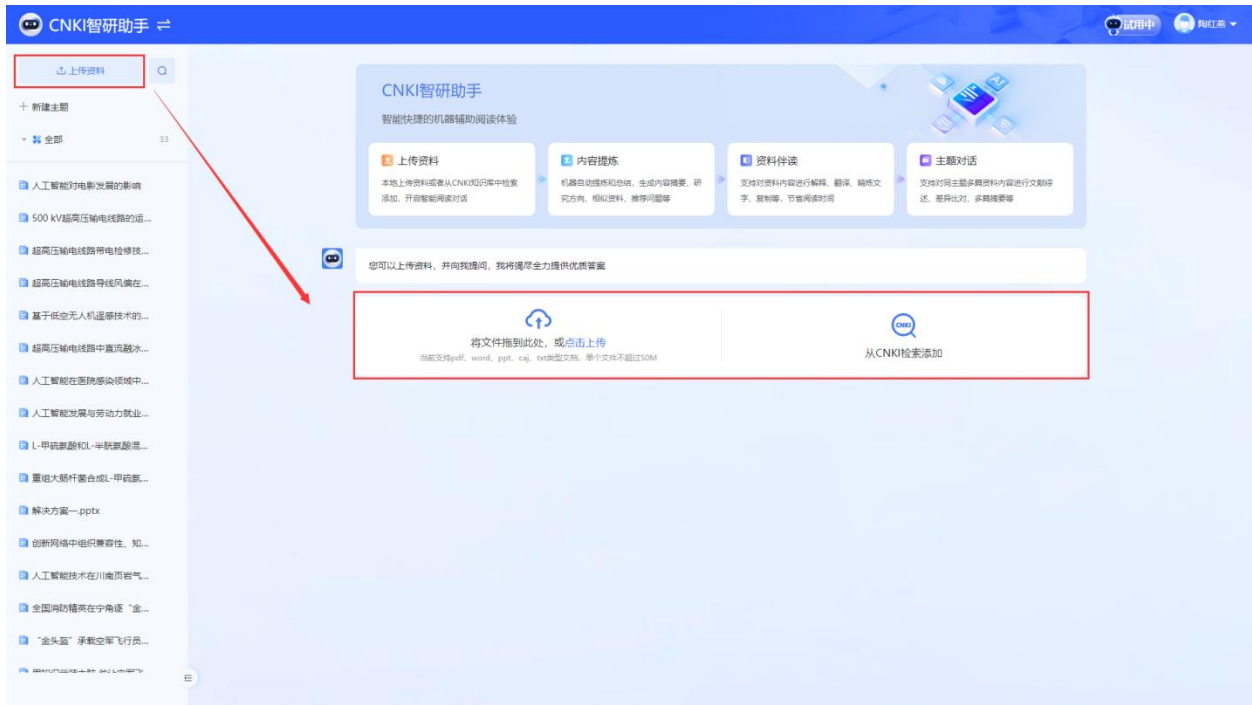 CNKI智研助手
试用中
陶红燕
上传资料
新建主题
全部
33
人工智能对电影发展的影响
500 kV超高压输电线路的运...
超高压输电线路带电检修技...
超高压输电线路导线风偏在...
基于低空无人机遥感技术的...
超高压输电线路中直流融冰...
人工智能在医院感染领域中...
人工智能发展与劳动力就业...
L-甲硫氨酸和L-半胱氨酸混...
重组大肠杆菌合成L-甲硫氨...
解决方案一.pptx
创新网络中组织兼容性、知...
人工智能技术在川南页岩气...
全国消防精英在宁角逐“金...
“金头盔”承载空军飞行员...
CNKI智研助手
智能快捷的机器辅助阅读体验
上传资料
本地上传资料或者从CNKI知识库中检索
添加，开启智能阅读对话
内容提炼
机器自动提炼和总结，生成内容摘要、研
究方向、相似资料、推荐问题等
资料伴读
支持对资料内容进行解释、翻译、精炼文
字、复制等，节省阅读时间
主题对话
支持对同主题多篇资料内容进行文献综
述、差异比对、多篇摘要等
您可以上传资料，并向我提问，我将竭尽全力提供优质答案
将文件拖到此处，或点击上传
当前支持pdf、word、ppt、caj、txt类型文档，单个文件不超过50M
CNKI
从CNKI检索添加